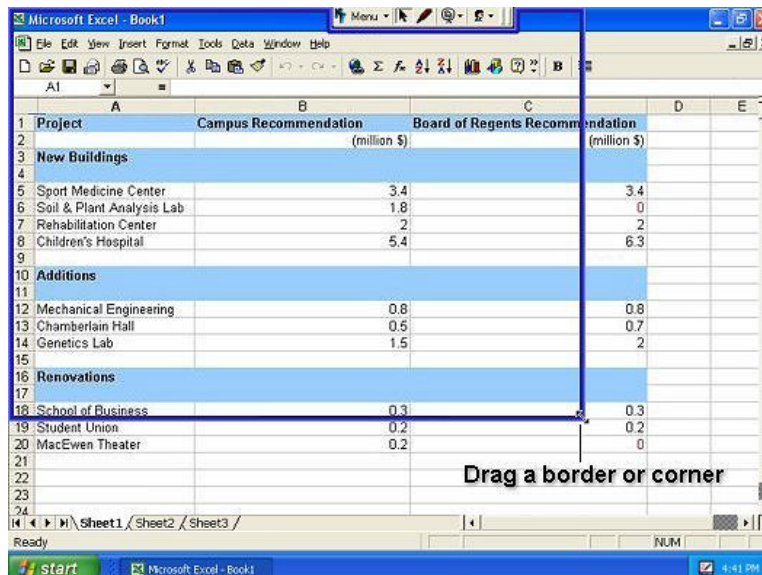 Microsoft Excel - Book1
Menu
File Edit View Insert Format Tools Data Window Help
A1 =
A B C D E
1 Project Campus Recommendation Board of Regents Recommendation
2 (million $) (million $)
3 New Buildings
4
5 Sport Medicine Center 3.4 3.4
6 Soil & Plant Analysis Lab 1.8 0
7 Rehabilitation Center 2 2
8 Children's Hospital 5.4 6.3
9
10 Additions
11
12 Mechanical Engineering 0.8 0.8
13 Chamberlain Hall 0.5 0.7
14 Genetics Lab 1.5 2
15
16 Renovations
17
18 School of Business 0.3 0.3
19 Student Union 0.2 0.2
20 MacEwen Theater 0.2 0
21
22
23
24
Drag a border or corner
Sheet1 Sheet2 Sheet3
Ready NUM
start Microsoft Excel - Book1 4:41 PM